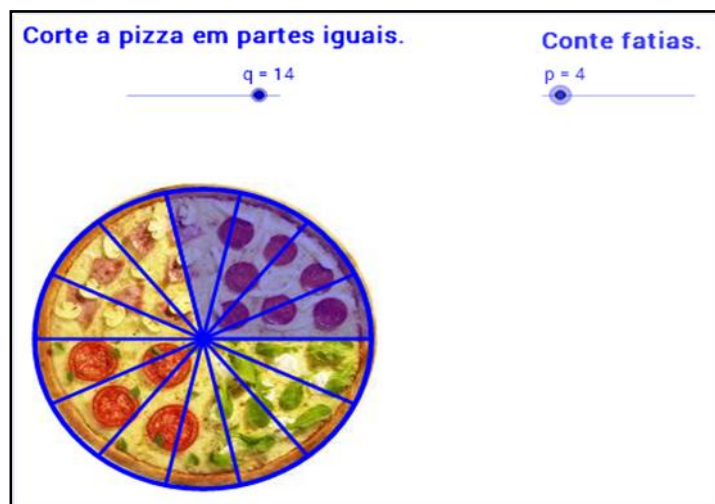 Corte a pizza em partes iguais.
Conte fatias.
q = 14
p = 4